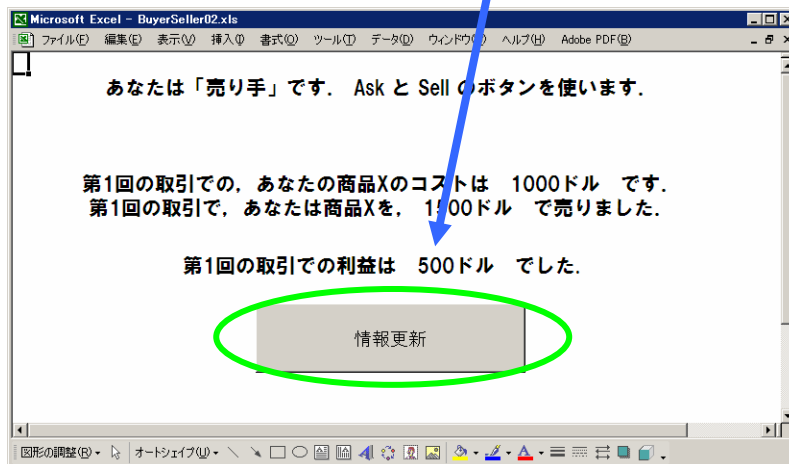 Microsoft Excel - BuyerSeller02.xls
ファイル(F) 編集(E) 表示(V) 挿入(I) 書式(O) ツール(T) データ(D) ウィンドウ(W) ヘルプ(H) Adobe PDF(B)
あなたは「売り手」です． Ask と Sell のボタンを使います．
第1回の取引での，あなたの商品Xのコストは 1000ドル です．
第1回の取引で，あなたは商品Xを， 1500ドル で売りました．
第1回の取引での利益は 500ドル でした．
情報更新
図形の調整(R) オートシェイプ(U)